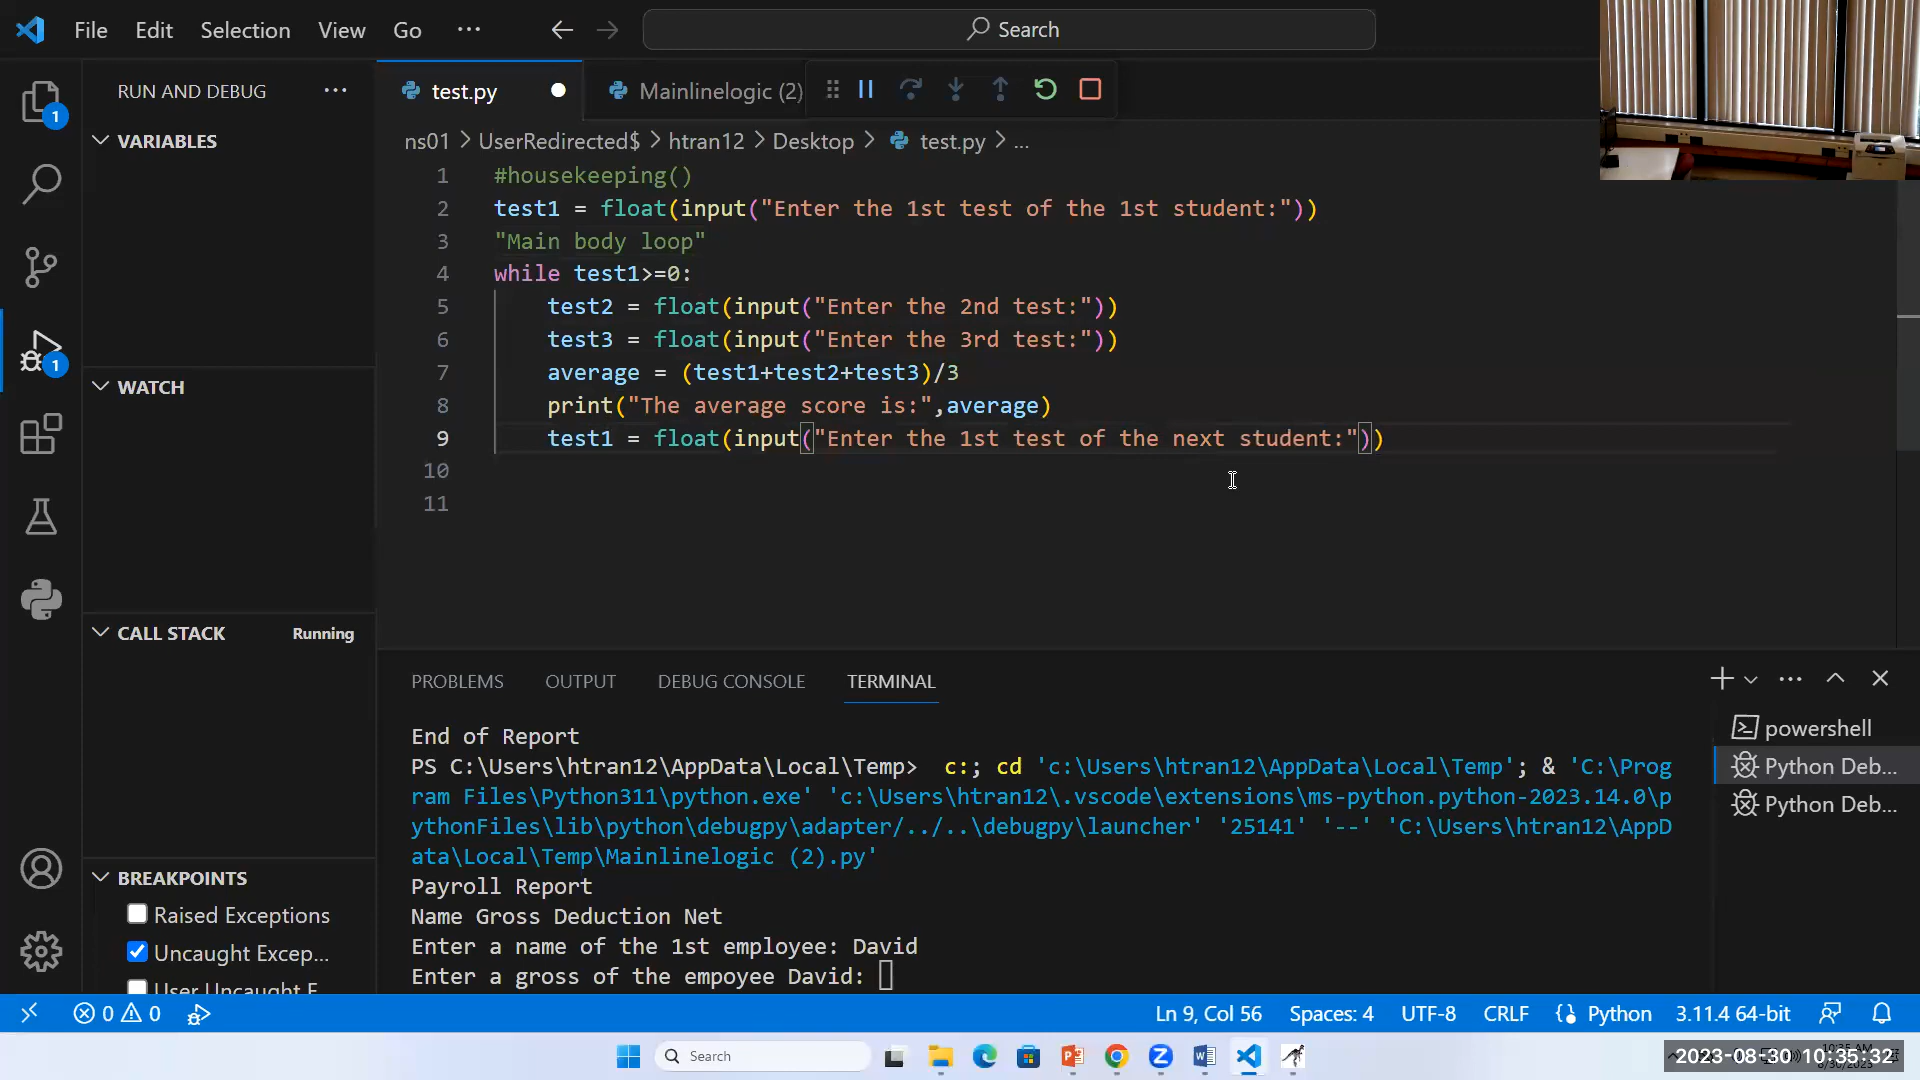 File Edit Selection View Go ··· Search
RUN AND DEBUG ···
test.py
Mainlinelogic (2)
VARIABLES
ns01 > UserRedirected$ > htran12 > Desktop > test.py > ...
1 #housekeeping()
2 test1 = float(input("Enter the 1st test of the 1st student:"))
3 "Main body loop"
4 while test1>=0:
5 test2 = float(input("Enter the 2nd test:"))
6 test3 = float(input("Enter the 3rd test:"))
7 average = (test1+test2+test3)/3
8 print("The average score is:",average)
9 test1 = float(input("Enter the 1st test of the next student:"))
10
11
1
1
WATCH
CALL STACK Running
BREAKPOINTS
Raised Exceptions
Uncaught Excep...
User Uncaught E
PROBLEMS OUTPUT DEBUG CONSOLE TERMINAL
End of Report
PS C:\Users\htran12\AppData\Local\Temp> c:; cd 'c:\Users\htran12\AppData\Local\Temp'; & 'C:\Prog
ram Files\Python311\python.exe' 'c:\Users\htran12\.vscode\extensions\ms-python.python-2023.14.0\p
ythonFiles\lib\python\debugpy\adapter/../..\debugpy\launcher' '25141' '--' 'C:\Users\htran12\AppD
ata\Local\Temp\Mainlinelogic (2).py'
Payroll Report
Name Gross Deduction Net
Enter a name of the 1st employee: David
Enter a gross of the empoyee David:
powershell
Python Deb...
Python Deb...
0 0 Ln 9, Col 56 Spaces: 4 UTF-8 CRLF Python 3.11.4 64-bit
Search
2023-08-30 10:35:32